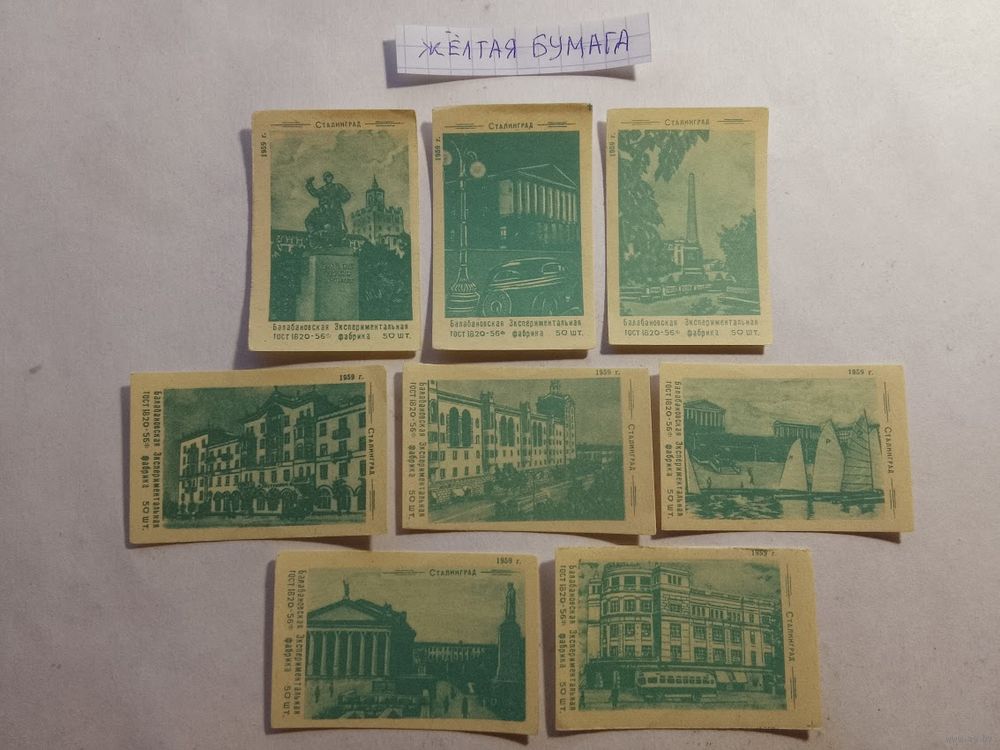 ЖЁЛТАЯ БУМАГА
1959 г.
Сталинград
Балабановская Экспериментальная
ГОСТ 1820-56 фабрика 50 шт.
1959 г.
Сталинград
Балабановская Экспериментальная
ГОСТ 1820-56 фабрика 50 шт.
1959 г.
Сталинград
Балабановская Экспериментальная
ГОСТ 1820-56 фабрика 50 шт.
1959 г.
Сталинград
Балабановская Экспериментальная
ГОСТ 1820-56 фабрика 50 шт.
1959 г.
Сталинград
Балабановская Экспериментальная
ГОСТ 1820-56 фабрика 50 шт.
1959 г.
Сталинград
Балабановская Экспериментальная
ГОСТ 1820-56 фабрика 50 шт.
1959 г.
Сталинград
Балабановская Экспериментальная
ГОСТ 1820-56 фабрика 50 шт.
1959 г.
Сталинград
Балабановская Экспериментальная
ГОСТ 1820-56 фабрика 50 шт.